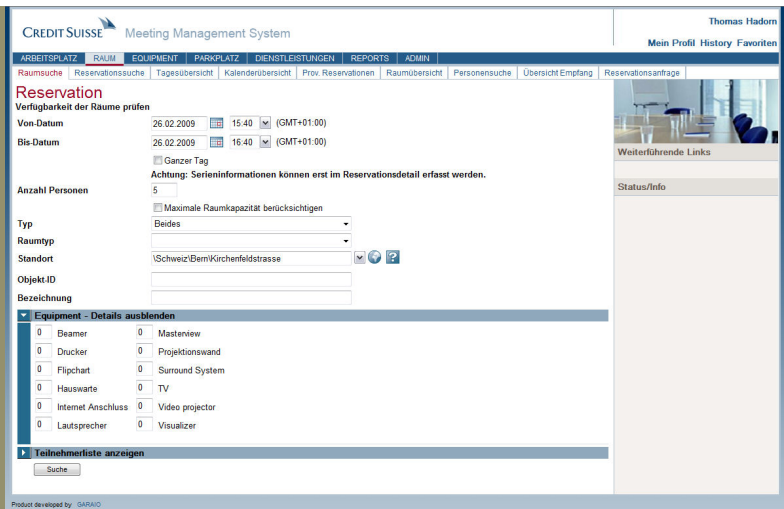 CREDIT SUISSE Meeting Management System
Thomas Hadorn
Mein Profil History Favoriten
ARBEITSPLATZ RAUM EQUIPMENT PARKPLATZ DIENSTLEISTUNGEN REPORTS ADMIN
Raumsuche Reservationssuche Tagesübersicht Kalenderübersicht Prov. Reservationen Raumübersicht Personensuche Übersicht Empfang Reservationsanfrage
Reservation
Verfügbarkeit der Räume prüfen
Von-Datum 26.02.2009 15:40 (GMT+01:00)
Bis-Datum 26.02.2009 16:40 (GMT+01:00)
Ganzer Tag
Achtung: Serieninformationen können erst im Reservationsdetail erfasst werden.
Anzahl Personen 5
Maximale Raumkapazität berücksichtigen
Typ Beides
Raumtyp
Standort \Schweiz\Bern\Kirchenfeldstrasse ?
Objekt-ID
Bezeichnung
Equipment - Details ausblenden
0 Beamer 0 Masterview
0 Drucker 0 Projektionswand
0 Flipchart 0 Surround System
0 Hauswarte 0 TV
0 Internet Anschluss 0 Video projector
0 Lautsprecher 0 Visualizer
Teilnehmerliste anzeigen
Suche
Weiterführende Links
Status/Info
Product developed by GARAIO